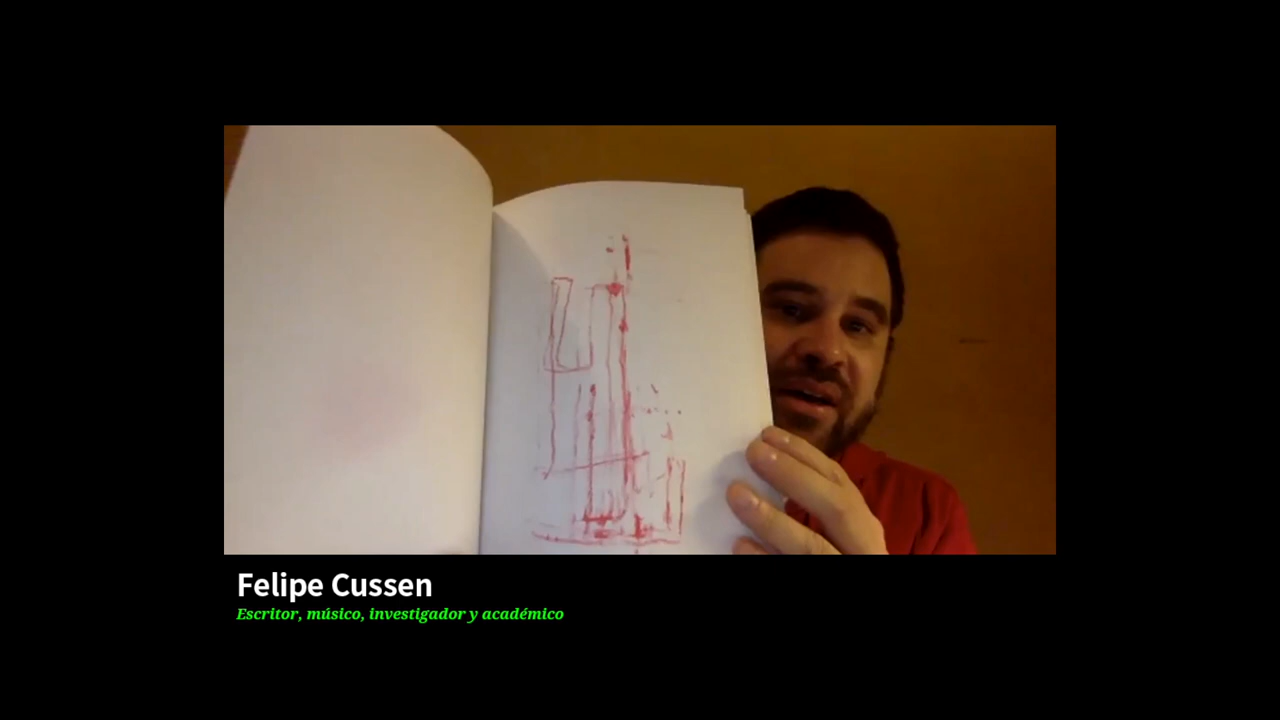 Felipe Cussen
Escritor, músico, investigador y académico